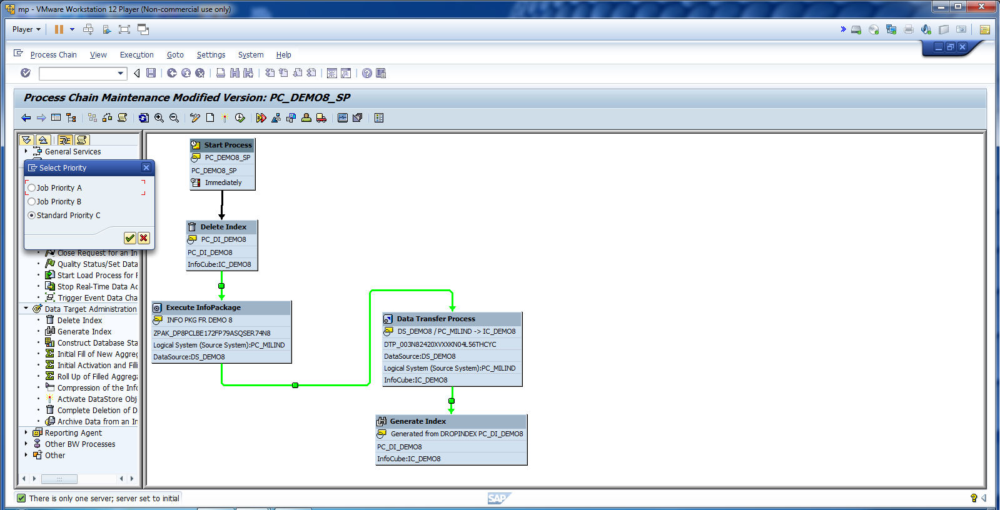 mp - VMware Workstation 12 Player (Non-commercial use only)
Player
Process Chain View Execution Goto Settings System Help
Process Chain Maintenance Modified Version: PC_DEMO8_SP
General Services
Select Priority
Job Priority A
Job Priority B
Standard Priority C
Close Request for an In
Quality Status/Set Data
Start Load Process for
Stop Real-Time Data Ac
Trigger Event Data Cha
Data Target Administration
Delete Index
Generate Index
Construct Database Sta
Initial Fill of New Aggreg
Initial Activation and Filli
Roll Up of Filled Aggrega
Compression of the Info
Activate DataStore Obj
Complete Deletion of D
Archive Data from an In
Reporting Agent
Other BW Processes
Other
Start Process
PC_DEMO8_SP
PC_DEMO8_SP
Immediately
Delete Index
PC_DI_DEMO8
PC_DI_DEMO8
InfoCube:IC_DEMO8
Execute InfoPackage
INFO PKG FR DEMO 8
ZPAK_DP8PCLBE172FP79ASQSER74N8
Logical System (Source System):PC_MILIND
DataSource:DS_DEMO8
Data Transfer Process
DS_DEMO8 / PC_MILIND -> IC_DEMO8
DTP_003N82420XVXXKN04L56THCYC
DataSource:DS_DEMO8
Logical System (Source System):PC_MILIND
InfoCube:IC_DEMO8
Generate Index
Generated from DROPINDEX PC_DI_DEMO8
PC_DI_DEMO8
InfoCube:IC_DEMO8
There is only one server; server set to initial
SAP